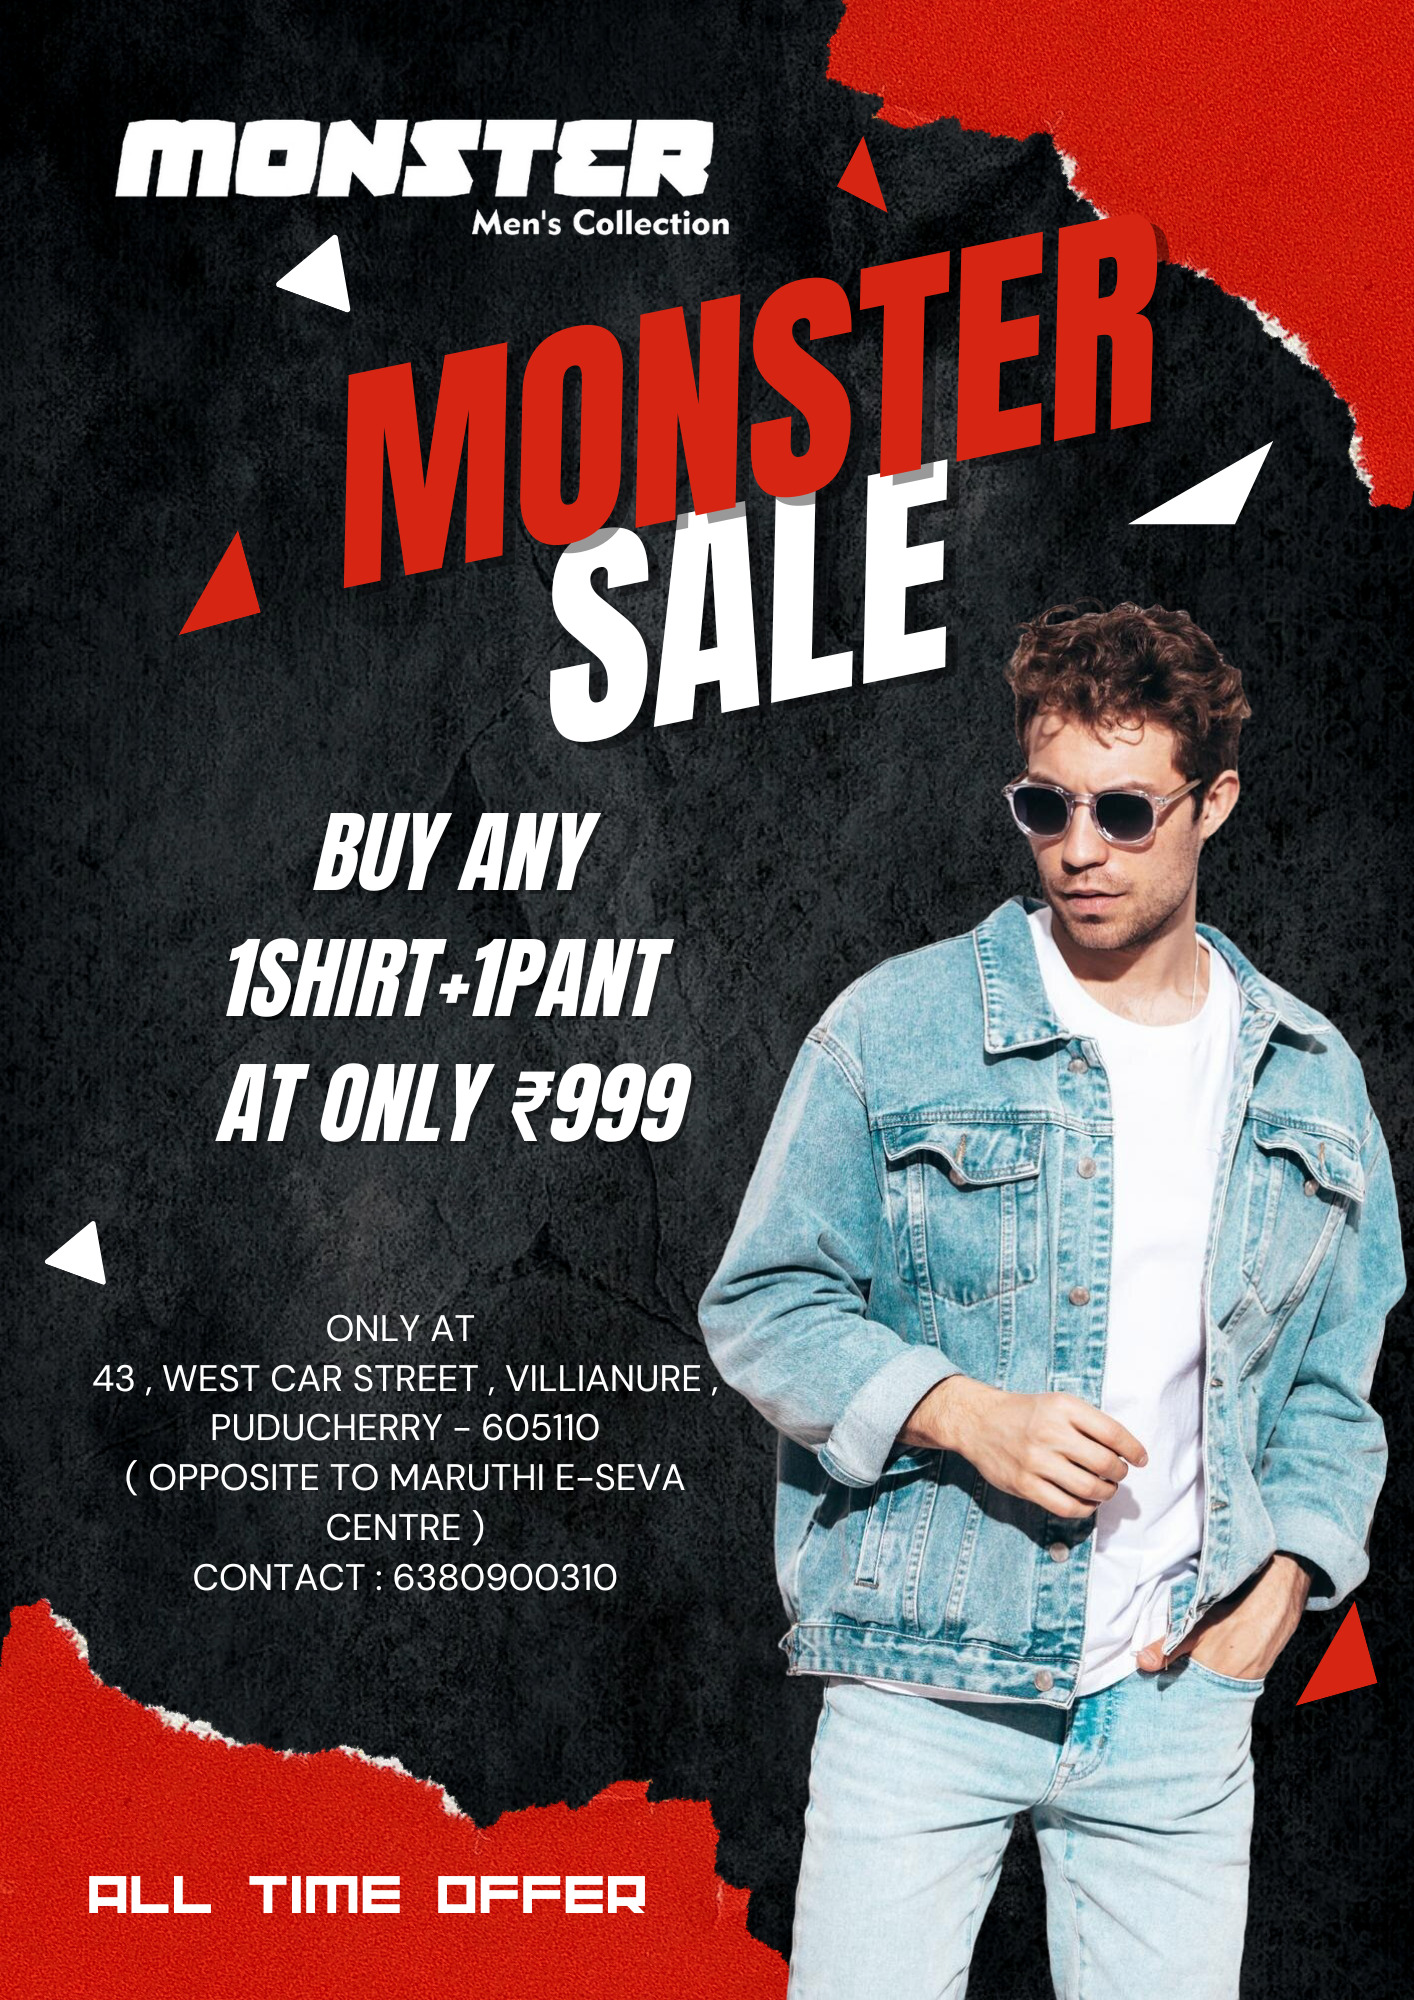 MONSTER
Men's Collection
MONSTER
SALE
BUY ANY
1SHIRT+1PANT
AT ONLY ₹999
ONLY AT
43 , WEST CAR STREET , VILLIANURE ,
PUDUCHERRY - 605110
( OPPOSITE TO MARUTHI E-SEVA
CENTRE )
CONTACT : 6380900310
ALL TIME OFFER